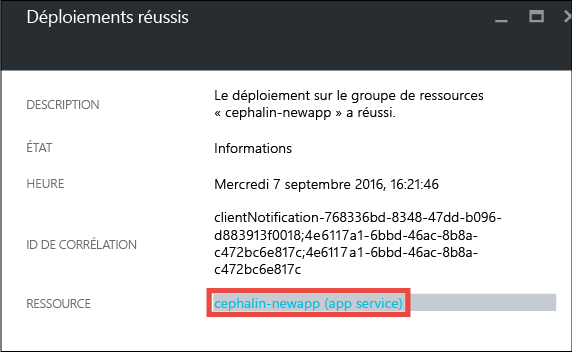 Déploiements réussis
DESCRIPTION
Le déploiement sur le groupe de ressources
« cephalin-newapp » a réussi.
ÉTAT
Informations
HEURE
Mercredi 7 septembre 2016, 16:21:46
ID DE CORRÉLATION
clientNotification-768336bd-8348-47dd-b096-
d883913f0018;4e6117a1-6bbd-46ac-8b8a-
c472bc6e817c;4e6117a1-6bbd-46ac-8b8a-
c472bc6e817c
RESSOURCE
cephalin-newapp (app service)